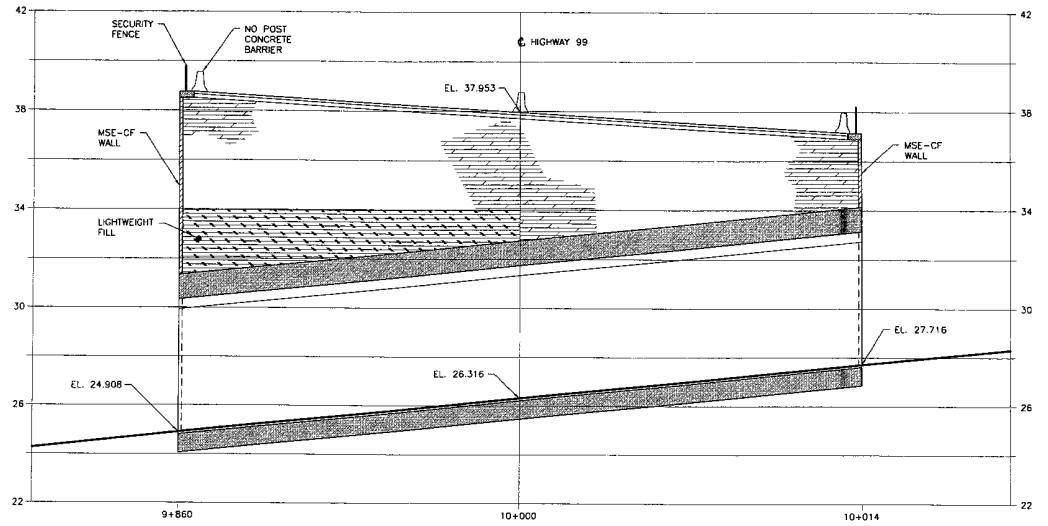 42
42
SECURITY
FENCE
NO POST
CONCRETE
BARRIER
℄ HIGHWAY 99
EL. 37.953
38
38
MSE-CF
WALL
MSE-CF
WALL
34
34
LIGHTWEIGHT
FILL
30
30
EL. 27.716
EL. 24.908
EL. 26.316
26
26
22
22
9+860
10+000
10+014